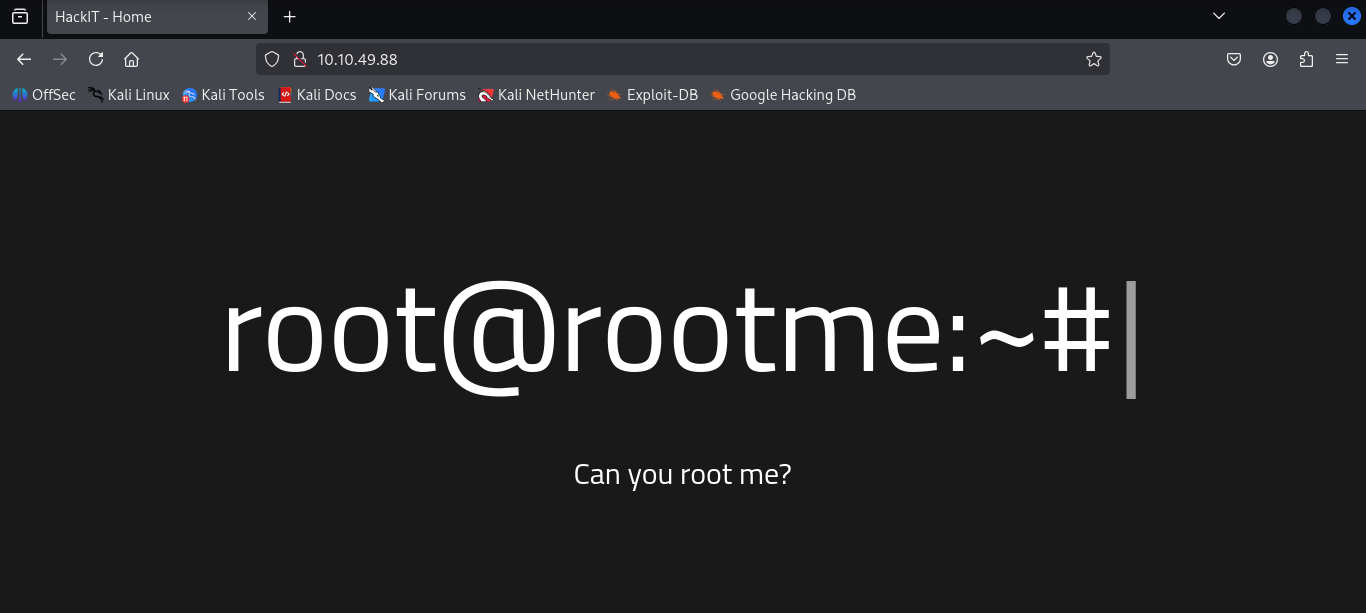 HackIT - Home
10.10.49.88
OffSec Kali Linux Kali Tools Kali Docs Kali Forums Kali NetHunter Exploit-DB Google Hacking DB
root@rootme:~#
Can you root me?